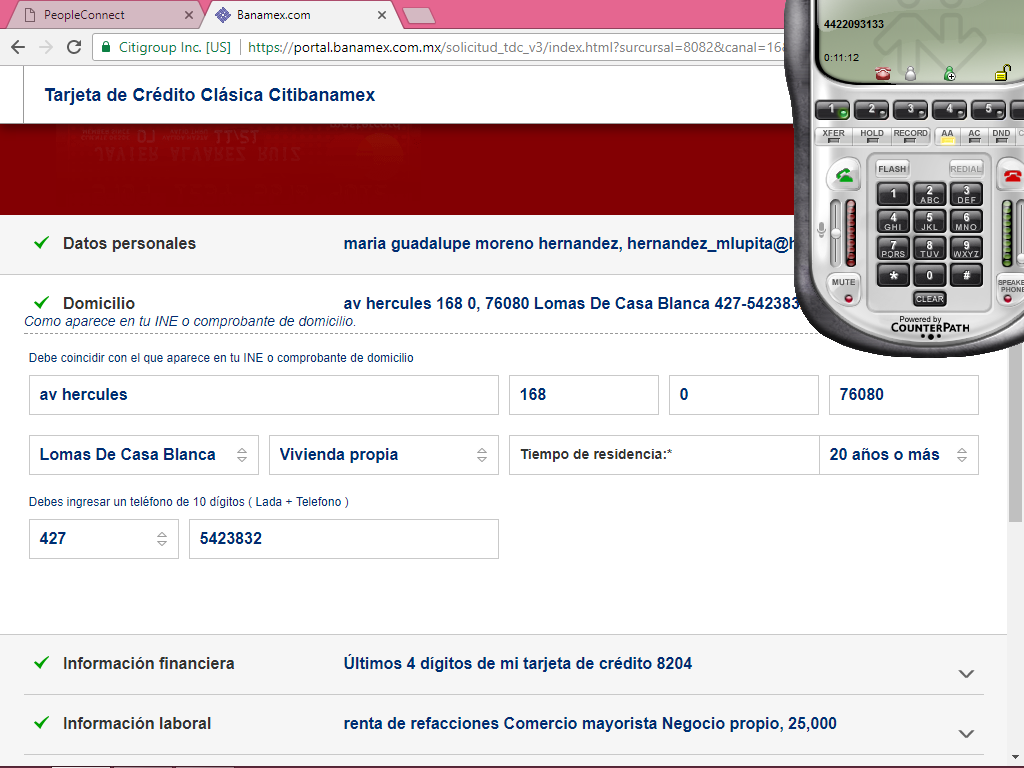 PeopleConnect
Banamex.com
Citigroup Inc. [US]
https://portal.banamex.com.mx/solicitud_tdc_v3/index.html?surcursal=8082&canal=16
Tarjeta de Crédito Clásica Citibanamex
JAVIER ALVAREZ RUIZ
Datos personales
maria guadalupe moreno hernandez, hernandez_mlupita@h
Domicilio
av hercules 168 0, 76080 Lomas De Casa Blanca 427-542383
Como aparece en tu INE o comprobante de domicilio.
Debe coincidir con el que aparece en tu INE o comprobante de domicilio
av hercules
168
0
76080
Lomas De Casa Blanca
Vivienda propia
Tiempo de residencia:*
20 años o más
Debes ingresar un teléfono de 10 dígitos ( Lada + Telefono )
427
5423832
Información financiera
Últimos 4 dígitos de mi tarjeta de crédito 8204
Información laboral
renta de refacciones Comercio mayorista Negocio propio, 25,000
4422093133
0:11:12
1 2 3 4 5
XFER HOLD RECORD AA AC DND
FLASH
REDIAL
1 2 ABC 3 DEF
4 GHI 5 JKL 6 MNO
7 PQRS 8 TUV 9 WXYZ
* 0 #
MUTE
CLEAR
SPEAKE
PHONE
Powered by
COUNTERPATH